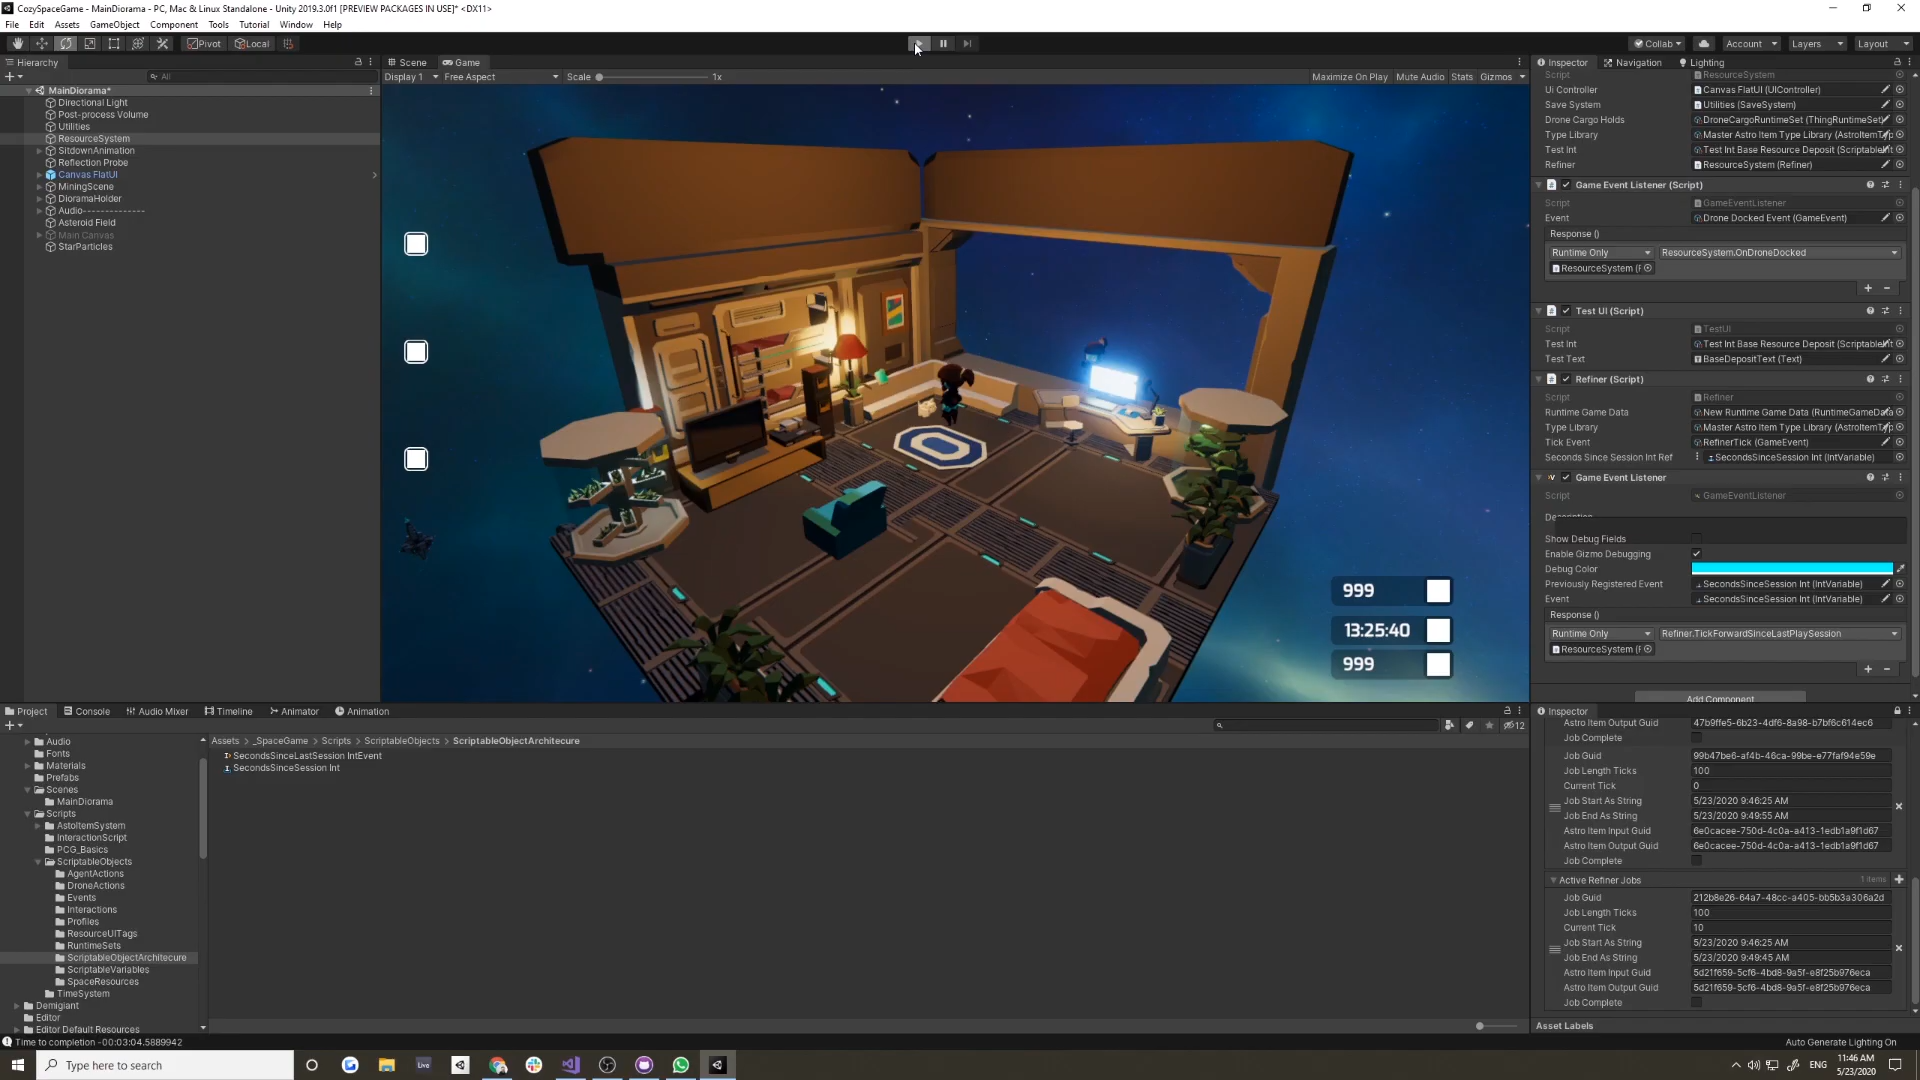 CozySpaceGame - MainDiorama - PC, Mac & Linux Standalone - Unity 2019.3.0f1 [PREVIEW PACKAGES IN USE]* <DX11>
File Edit Assets GameObject Component Tools Tutorial Window Help
Pivot Local Collab Account Layers Layout
Hierarchy
All
MainDiorama*
Directional Light
Post-process Volume
Utilities
ResourceSystem
SitdownAnimation
Reflection Probe
Canvas FlatUI
MiningScene
DioramaHolder
Audio--------------
Asteroid Field
Main Canvas
StarParticles
Scene Game
Display 1 Free Aspect Scale 1x Maximize On Play Mute Audio Stats Gizmos
999
13:25:40
999
Inspector Navigation Lighting
Script ResourceSystem
Ui Controller Canvas FlatUI (UIController)
Save System Utilities (SaveSystem)
Drone Cargo Holds DroneCargoRuntimeSet (ThingRuntimeSet)
Type Library Master Astro Item Type Library (AstroItemTyp
Test Int Test Int Base Resource Deposit (ScriptableInt
Refiner ResourceSystem (Refiner)
Game Event Listener (Script)
Script GameEventListener
Event Drone Docked Event (GameEvent)
Response ()
Runtime Only ResourceSystem.OnDroneDocked
ResourceSystem (F
Test UI (Script)
Script TestUI
Test Int Test Int Base Resource Deposit (ScriptableInt
Test Text BaseDepositText (Text)
Refiner (Script)
Script Refiner
Runtime Game Data New Runtime Game Data (RuntimeGameData
Type Library Master Astro Item Type Library (AstroItemTyp
Tick Event RefinerTick (GameEvent)
Seconds Since Session Int Ref SecondsSinceSession Int (IntVariable)
Game Event Listener
Script GameEventListener
Description
Show Debug Fields
Enable Gizmo Debugging
Debug Color
Previously Registered Event SecondsSinceSession Int (IntVariable)
Event SecondsSinceSession Int (IntVariable)
Response ()
Runtime Only Refiner.TickForwardSinceLastPlaySession
ResourceSystem (F
Add Component
Project Console Audio Mixer Timeline Animator Animation
12
Audio
Fonts
Materials
Prefabs
Scenes
MainDiorama
Scripts
AstoItemSystem
InteractionScript
PCG_Basics
ScriptableObjects
AgentActions
DroneActions
Events
Interactions
Profiles
ResourceUITags
RuntimeSets
ScriptableObjectArchitecure
ScriptableVariables
SpaceResources
TimeSystem
Demigiant
Editor
Editor Default Resources
Assets > _SpaceGame > Scripts > ScriptableObjects > ScriptableObjectArchitecure
SecondsSinceLastSession IntEvent
SecondsSinceSession Int
Inspector
Astro Item Output Guid 47b9ffe5-6b23-4df6-8a98-b7bf6c614ec6
Job Complete
Job Guid 99b47be6-af4b-46ca-99be-e77faf94e59e
Job Length Ticks 100
Current Tick 0
Job Start As String 5/23/2020 9:46:25 AM
Job End As String 5/23/2020 9:49:55 AM
Astro Item Input Guid 6e0cacee-750d-4c0a-a413-1edb1a9f1d67
Astro Item Output Guid 6e0cacee-750d-4c0a-a413-1edb1a9f1d67
Job Complete
Active Refiner Jobs 1 items
Job Guid 212b8e26-64a7-48cc-a405-bb5b3a306a2d
Job Length Ticks 100
Current Tick 10
Job Start As String 5/23/2020 9:46:25 AM
Job End As String 5/23/2020 9:49:45 AM
Astro Item Input Guid 5d21f659-5cf6-4bd8-9a5f-e8f25b976eca
Astro Item Output Guid 5d21f659-5cf6-4bd8-9a5f-e8f25b976eca
Job Complete
Asset Labels
Time to completion -00:03:04.5889942
Auto Generate Lighting On
Type here to search
Live
ENG
11:46 AM
5/23/2020